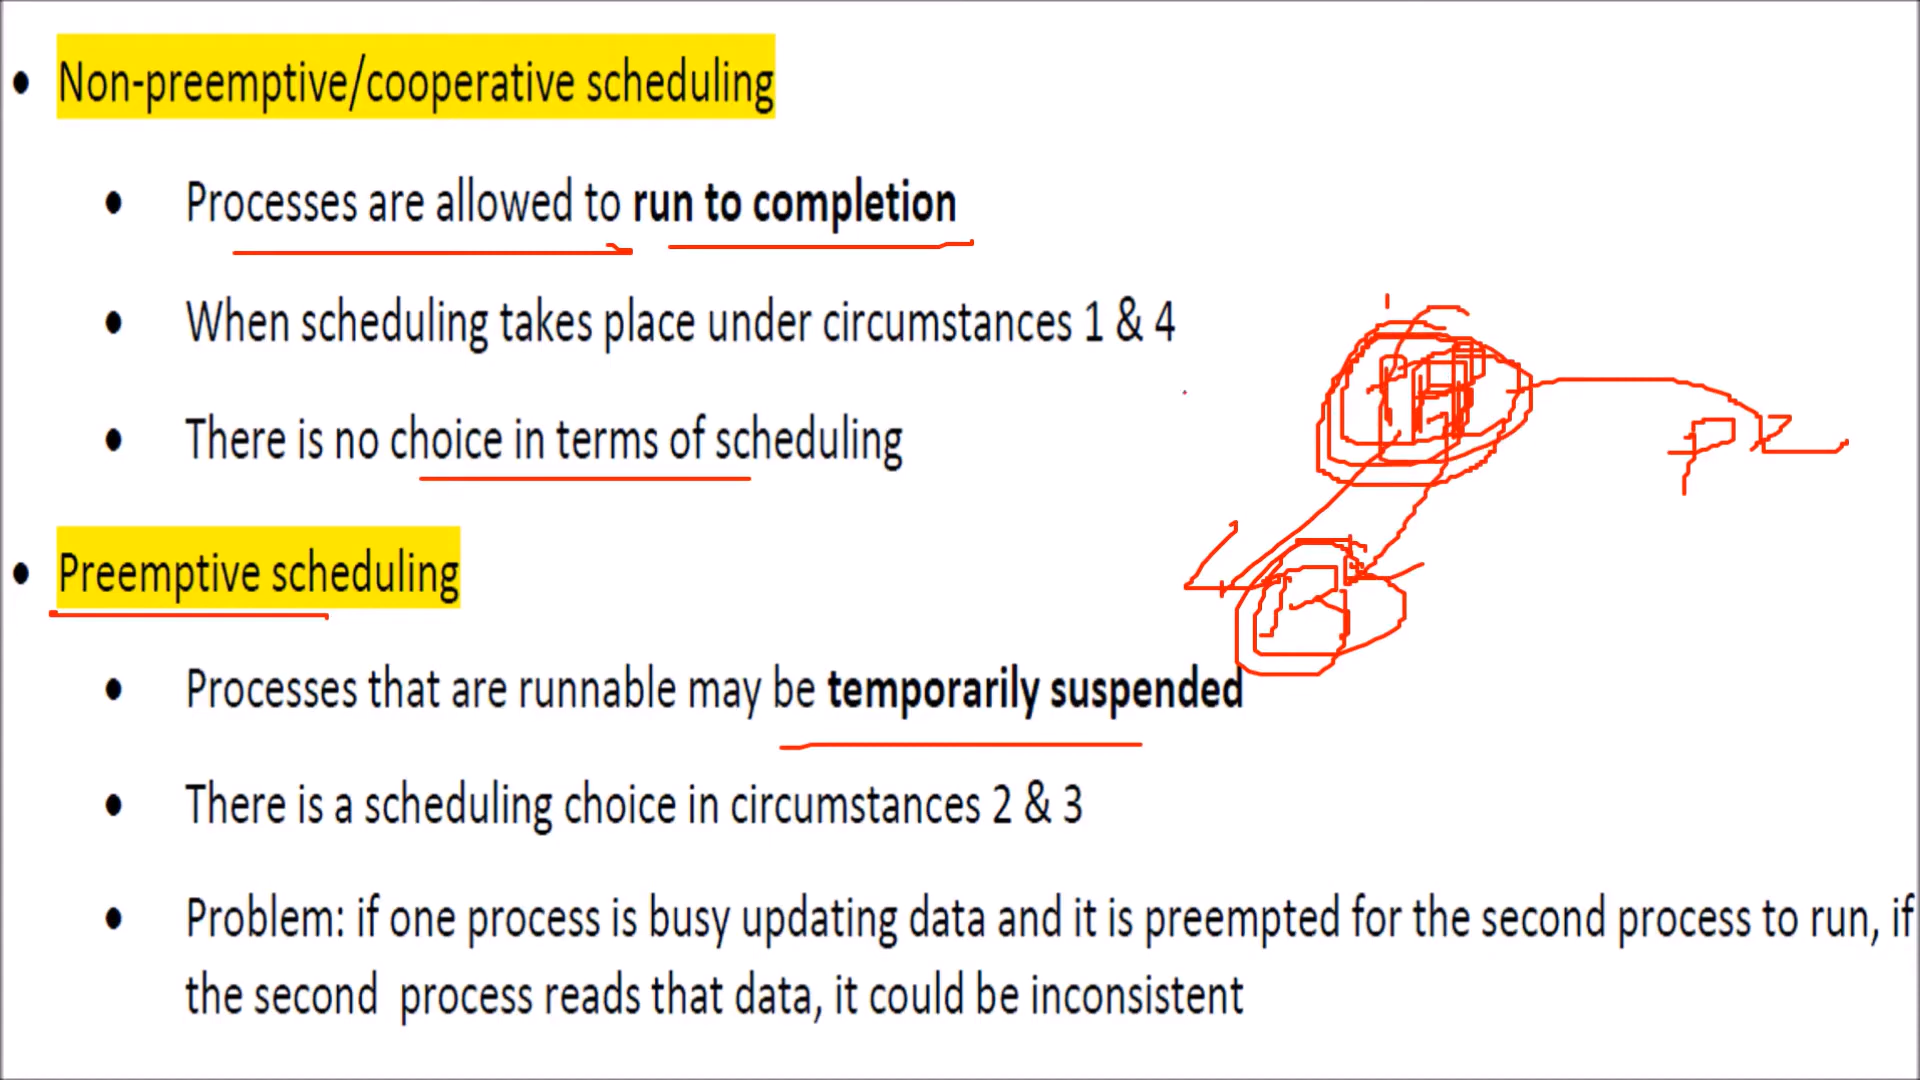 • Non-preemptive/cooperative scheduling
• Processes are allowed to run to completion
• When scheduling takes place under circumstances 1 & 4
• There is no choice in terms of scheduling
• Preemptive scheduling
• Processes that are runnable may be temporarily suspended
• There is a scheduling choice in circumstances 2 & 3
• Problem: if one process is busy updating data and it is preempted for the second process to run, if
the second process reads that data, it could be inconsistent